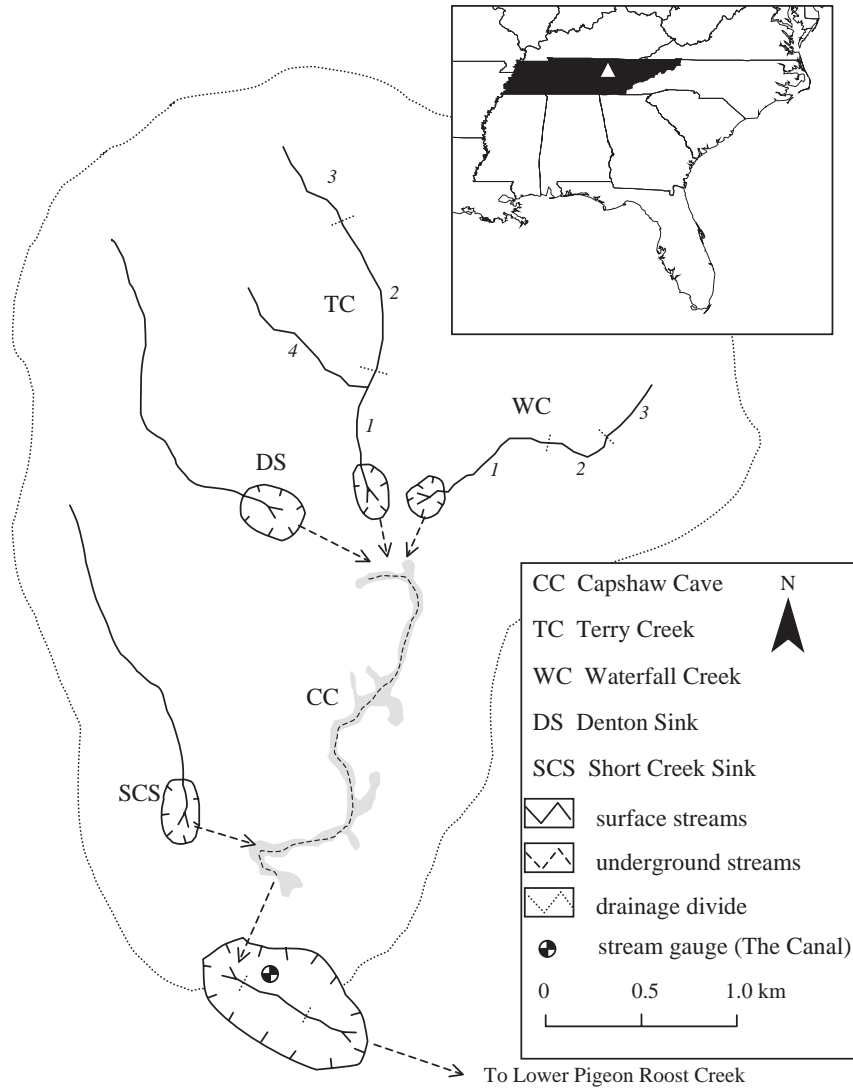 3
2
TC
4
1
WC
3
1
2
DS
CC
SCS
CC Capshaw Cave
N
TC Terry Creek
WC Waterfall Creek
DS Denton Sink
SCS Short Creek Sink
surface streams
underground streams
drainage divide
stream gauge (The Canal)
0 0.5 1.0 km
To Lower Pigeon Roost Creek